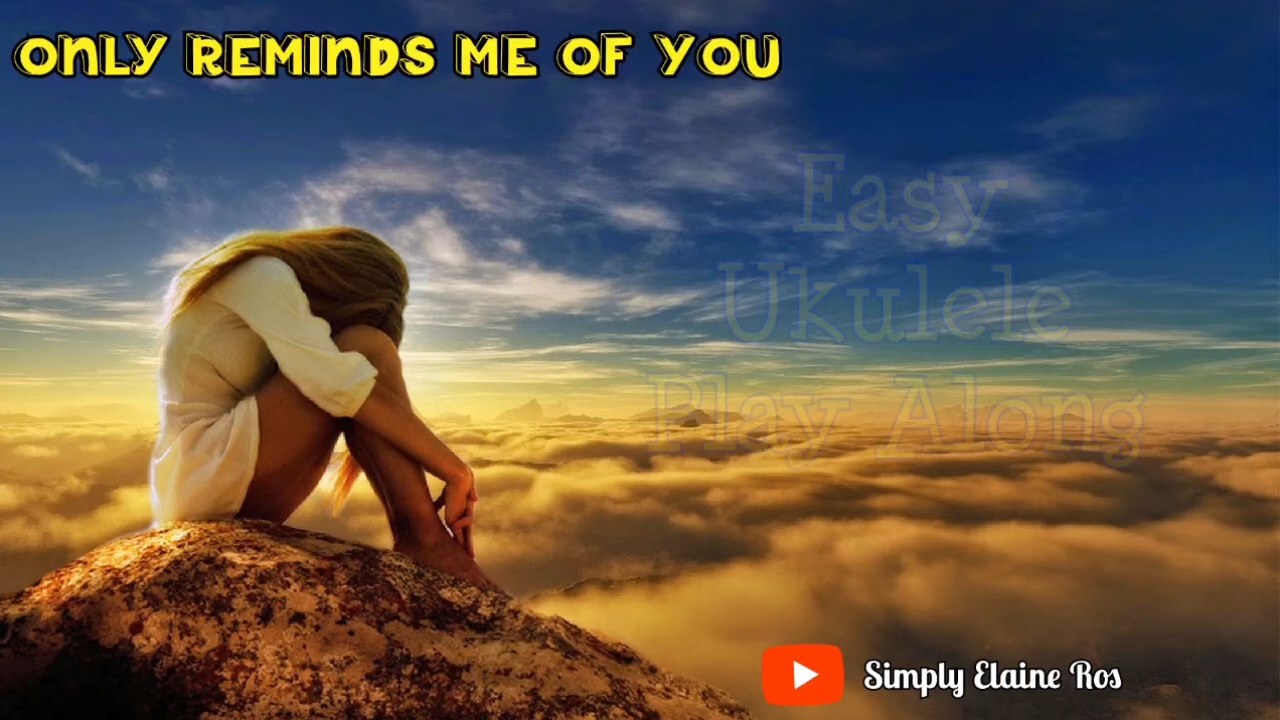 ONLY REMINDS ME OF YOU
Easy
Ukulele
Play Along
Simply Elaine Ros